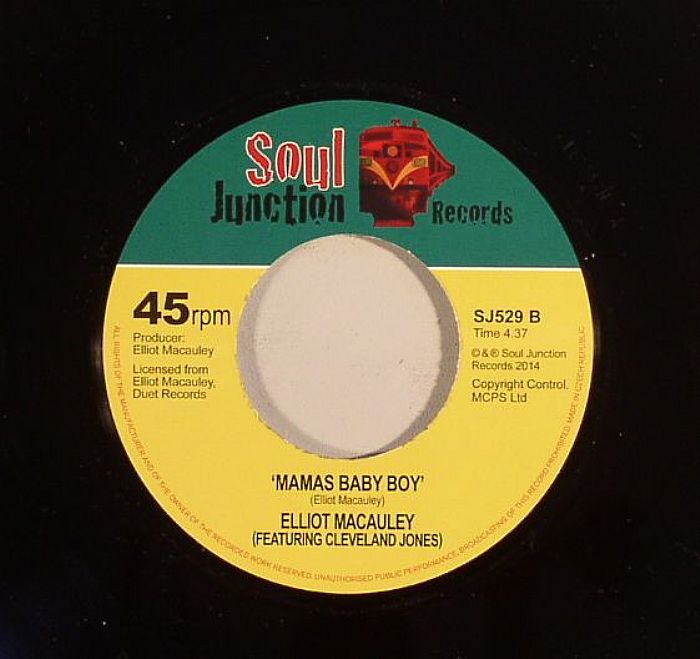 Soul
Junction Records
45rpm
Producer:
Elliot Macauley
Licensed from
Elliot Macauley,
Duet Records
SJ529 B
Time 4.37
©&® Soul Junction
Records 2014
Copyright Control.
MCPS Ltd
'MAMAS BABY BOY'
(Elliot Macauley)
ELLIOT MACAULEY
(FEATURING CLEVELAND JONES)
ALL RIGHTS OF THE MANUFACTURER AND OF THE OWNER OF THE RECORDED WORK RESERVED. UNAUTHORISED PUBLIC PERFORMANCE, BROADCASTING OF THIS RECORD PROHIBITED. MADE IN CZECH REPUBLIC